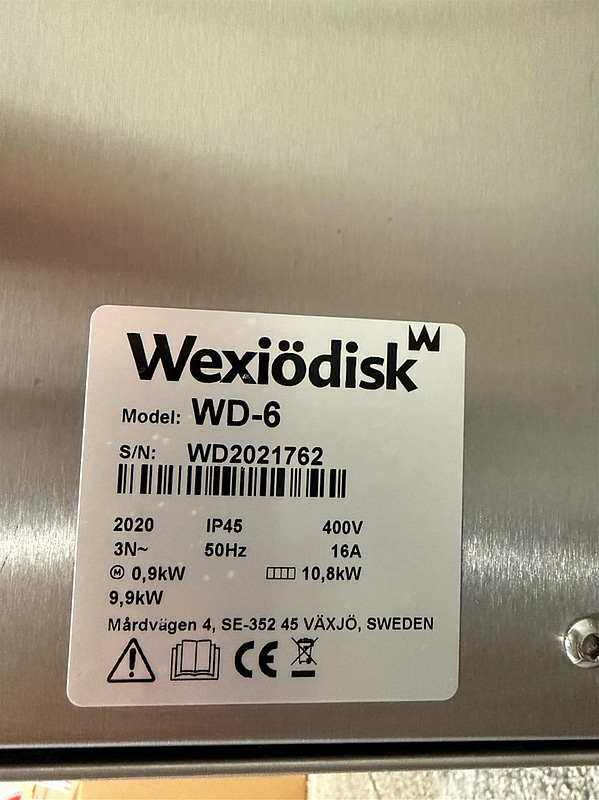 Wexiödisk
Model: WD-6
S/N: WD2021762
2020 IP45 400V
3N~ 50Hz 16A
M 0,9kW 10,8kW
9,9kW
Mårdvägen 4, SE-352 45 VÄXJÖ, SWEDEN
CE